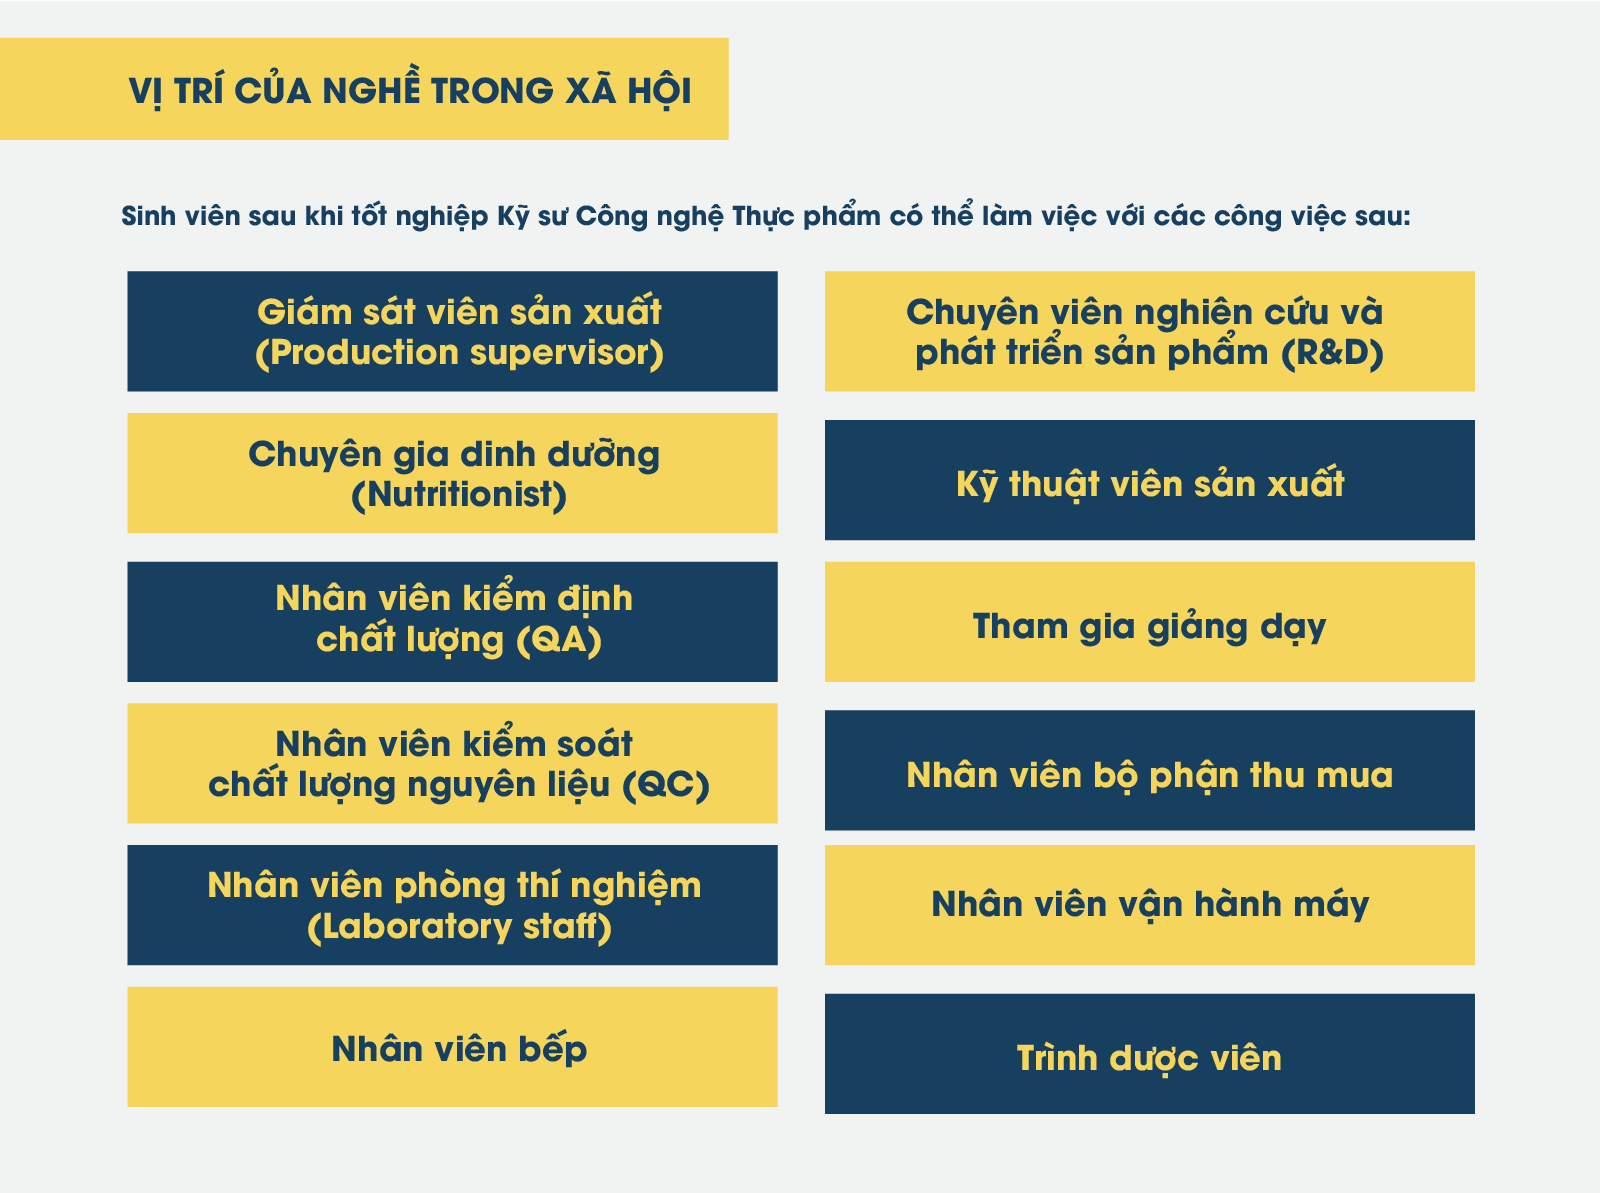 VỊ TRÍ CỦA NGHỀ TRONG XÃ HỘI
Sinh viên sau khi tốt nghiệp Kỹ sư Công nghệ Thực phẩm có thể làm việc với các công việc sau:
Giám sát viên sản xuất
(Production supervisor)
Chuyên gia dinh dưỡng
(Nutritionist)
Nhân viên kiểm định
chất lượng (QA)
Nhân viên kiểm soát
chất lượng nguyên liệu (QC)
Nhân viên phòng thí nghiệm
(Laboratory staff)
Nhân viên bếp
Chuyên viên nghiên cứu và
phát triển sản phẩm (R&D)
Kỹ thuật viên sản xuất
Tham gia giảng dạy
Nhân viên bộ phận thu mua
Nhân viên vận hành máy
Trình dược viên